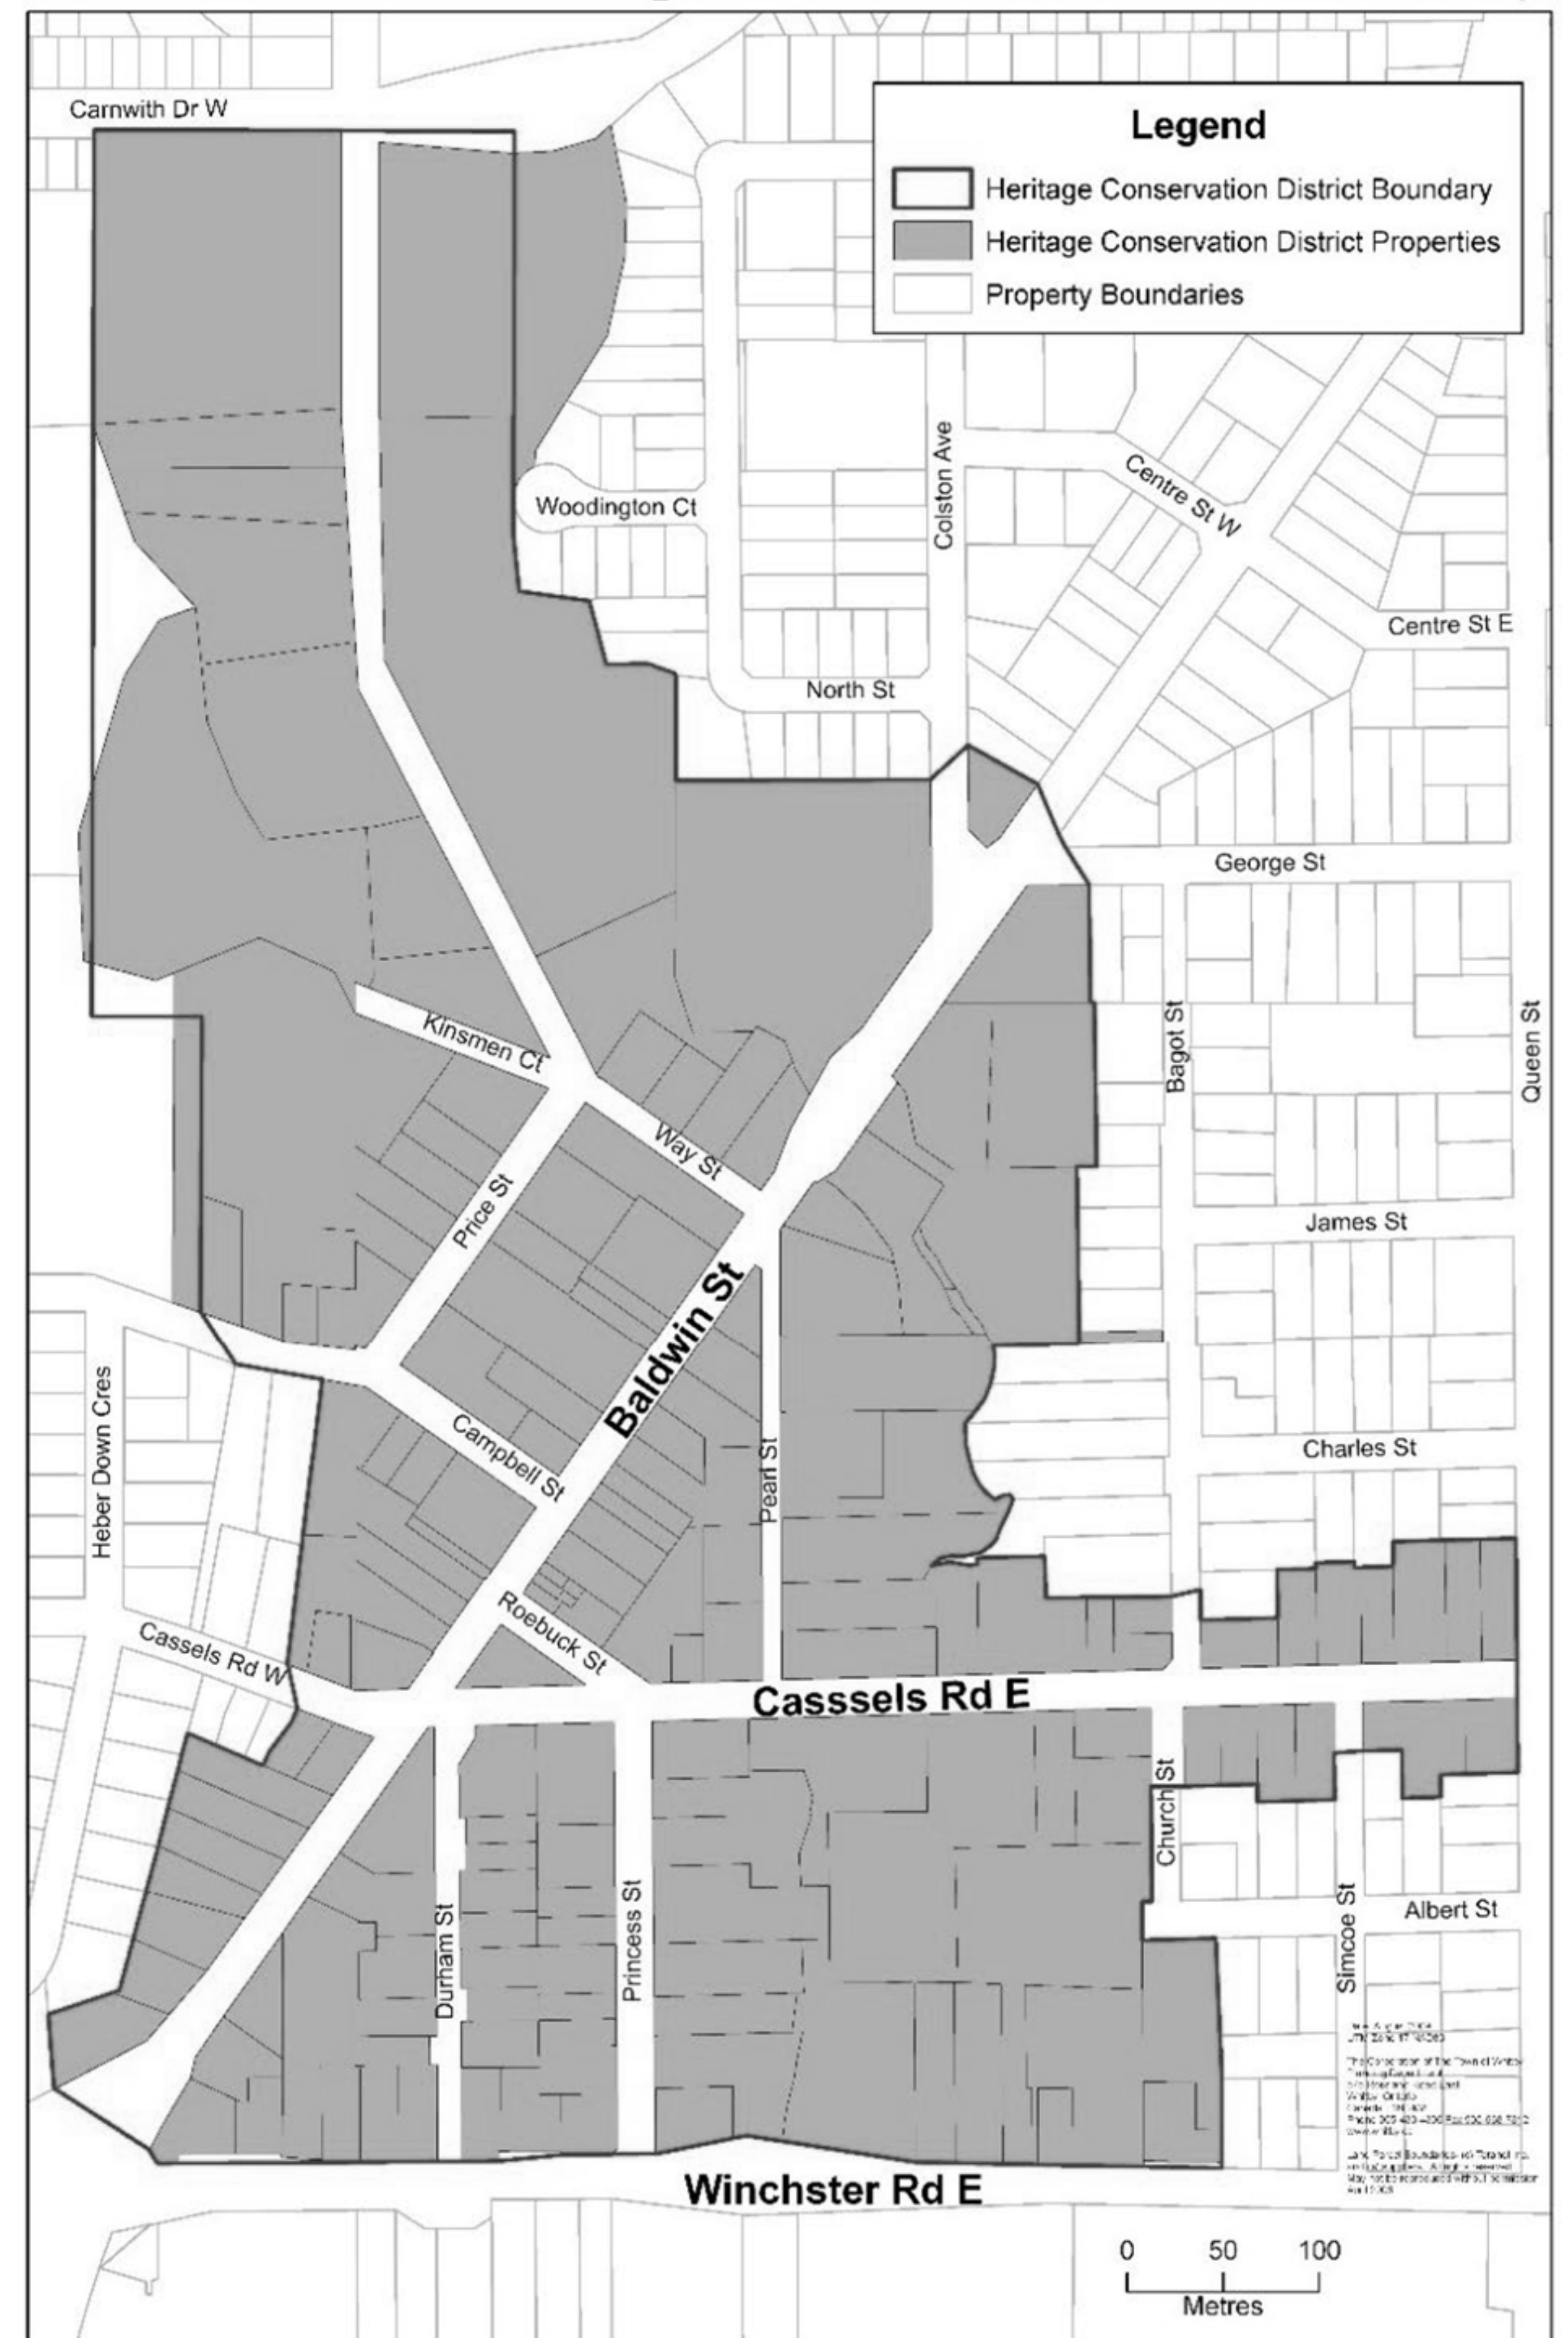 Carnwith Dr W
Legend
Heritage Conservation District Boundary
Heritage Conservation District Properties
Property Boundaries
Colston Ave
Centre St W
Woodington Ct
Centre St E
North St
George St
Kinsmen Ct
Bagot St
Queen St
Way St
Price St
James St
Baldwin St
Heber Down Cres
Campbell St
Pearl St
Charles St
Roebuck St
Cassels Rd W
Casssels Rd E
Church St
Durham St
Princess St
Simcoe St
Albert St
Winchster Rd E
0 50 100
Metres